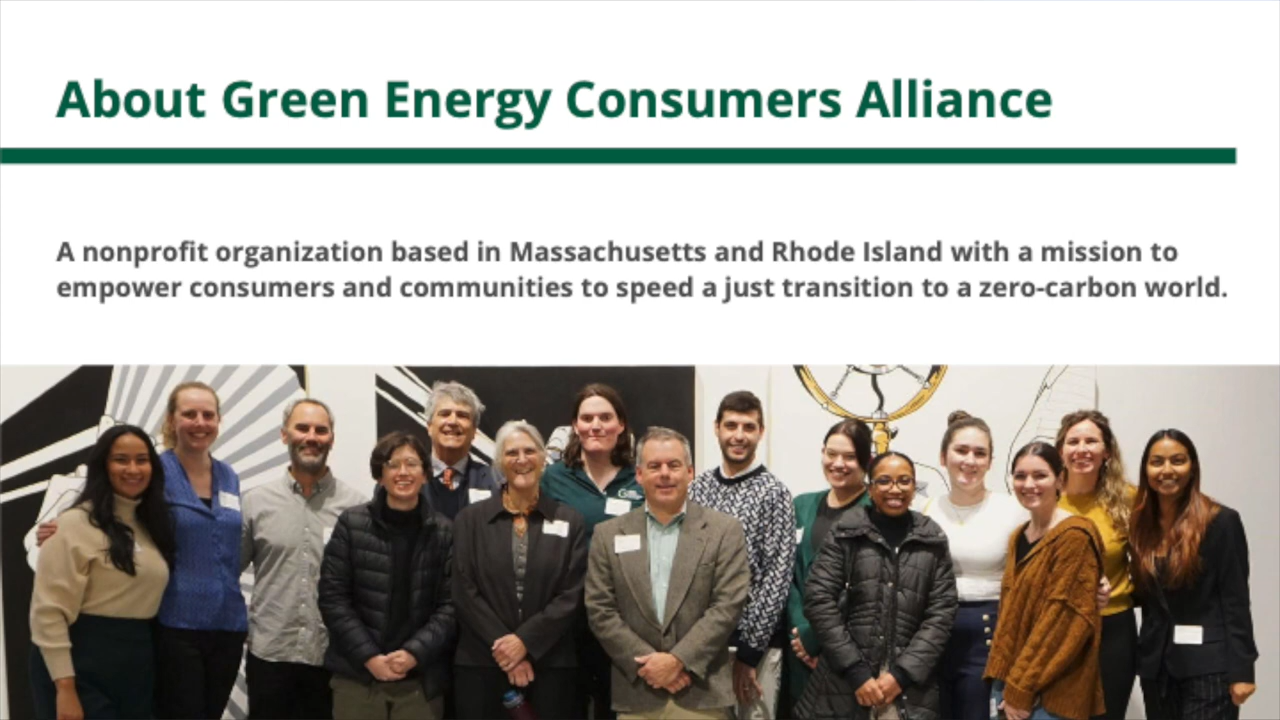 About Green Energy Consumers Alliance
A nonprofit organization based in Massachusetts and Rhode Island with a mission to
empower consumers and communities to speed a just transition to a zero-carbon world.